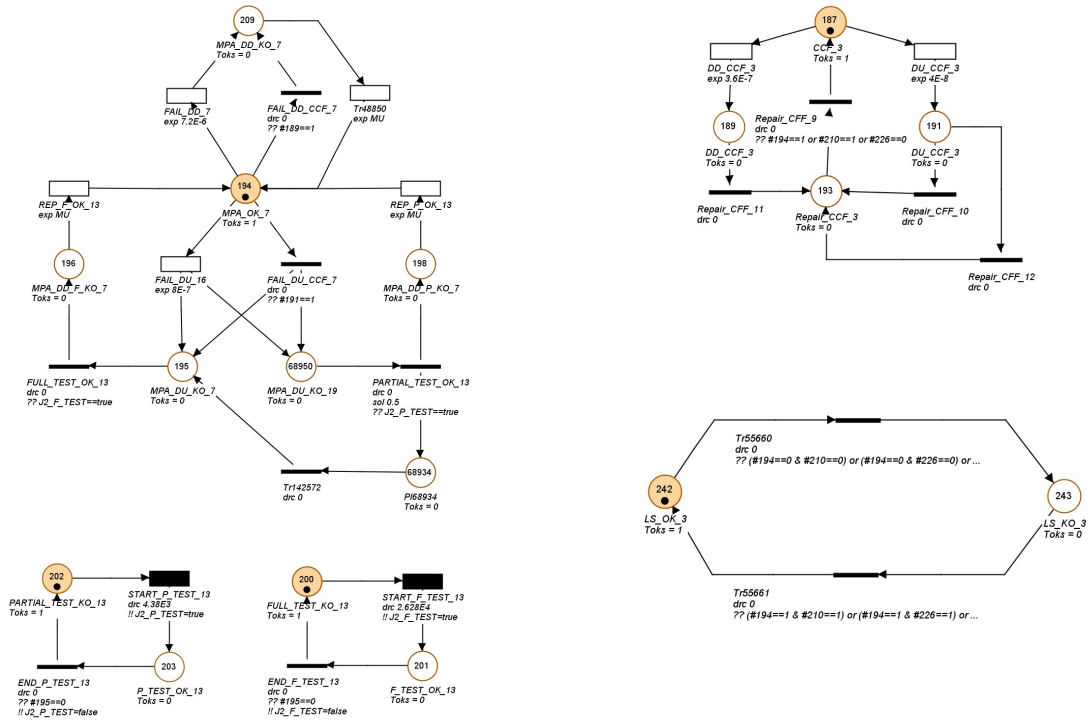 209
MPA_DD_KO_7
Toks = 0
FAIL_DD_7
exp 7.2E-6
FAIL_DD_CCF_7
drc 0
?? #189==1
Tr48850
exp MU
194
MPA_OK_7
Toks = 1
REP_F_OK_13
exp MU
REP_P_OK_13
exp MU
196
MPA_DD_F_KO_7
Toks = 0
FAIL_DU_16
exp 8E-7
FAIL_DU_CCF_7
drc 0
?? #191==1
198
MPA_DD_P_KO_7
Toks = 0
FULL_TEST_OK_13
drc 0
?? J2_F_TEST==true
195
MPA_DU_KO_7
Toks = 0
68950
MPA_DU_KO_19
Toks = 0
PARTIAL_TEST_OK_13
drc 0
sol 0.5
?? J2_P_TEST==true
Tr142572
drc 0
68934
Pl68934
Toks = 0
202
PARTIAL_TEST_KO_13
Toks = 1
START_P_TEST_13
drc 4.38E3
!! J2_P_TEST=true
END_P_TEST_13
drc 0
?? #195==0
!! J2_P_TEST=false
203
P_TEST_OK_13
Toks = 0
200
FULL_TEST_KO_13
Toks = 1
START_F_TEST_13
drc 2.628E4
!! J2_F_TEST=true
END_F_TEST_13
drc 0
?? #195==0
!! J2_F_TEST=false
201
F_TEST_OK_13
Toks = 0
187
CCF_3
Toks = 1
DD_CCF_3
exp 3.6E-7
DU_CCF_3
exp 4E-8
Repair_CFF_9
drc 0
?? #194==1 or #210==1 or #226==0
189
DD_CCF_3
Toks = 0
191
DU_CCF_3
Toks = 0
Repair_CFF_11
drc 0
193
Repair_CCF_3
Toks = 0
Repair_CFF_10
drc 0
Repair_CFF_12
drc 0
Tr55660
drc 0
?? (#194==0 & #210==0) or (#194==0 & #226==0) or ...
242
LS_OK_3
Toks = 1
243
LS_KO_3
Toks = 0
Tr55661
drc 0
?? (#194==1 & #210==1) or (#194==1 & #226==1) or ...